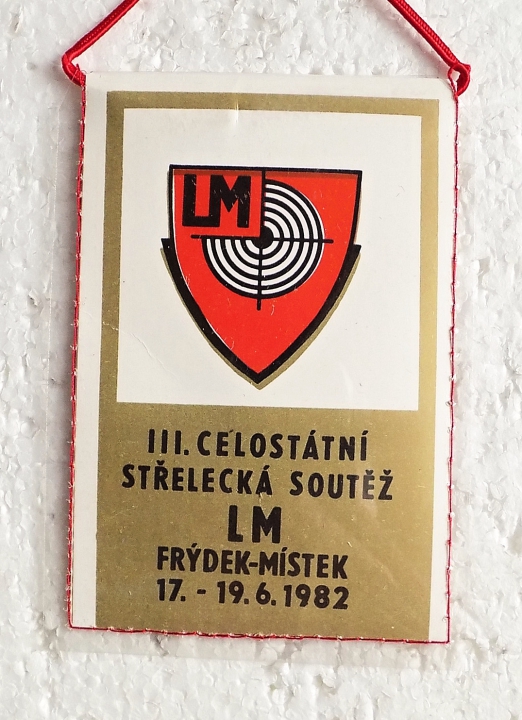 LM
III. CELOSTÁTNÍ
STŘELECKÁ SOUTĚŽ
LM
FRÝDEK-MÍSTEK
17. - 19. 6. 1982